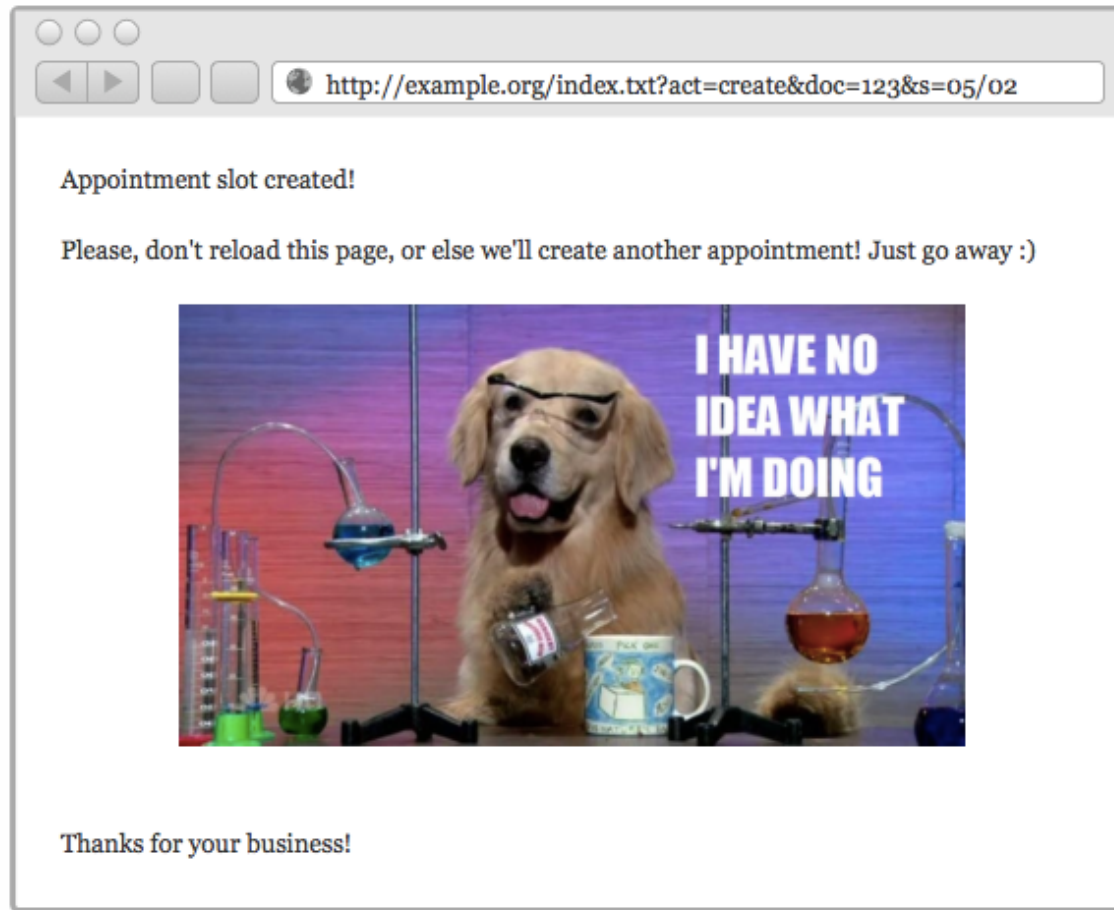 http://example.org/index.txt?act=create&doc=123&s=05/02
Appointment slot created!
Please, don't reload this page, or else we'll create another appointment! Just go away :)
I HAVE NO
IDEA WHAT
I'M DOING
Thanks for your business!